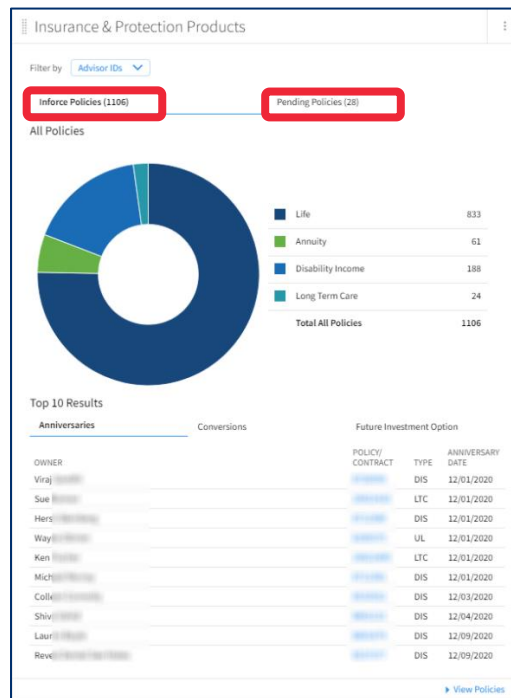 Insurance & Protection Products
Filter by Advisor IDs
Inforce Policies (1106) Pending Policies (28)
All Policies
Life 833
Annuity 61
Disability Income 188
Long Term Care 24
Total All Policies 1106
Top 10 Results
Anniversaries Conversions Future Investment Option
OWNER POLICY/ CONTRACT TYPE ANNIVERSARY DATE
Viraj DIS 12/01/2020
Sue LTC 12/01/2020
Hers DIS 12/01/2020
Way UL 12/01/2020
Ken LTC 12/01/2020
Mich DIS 12/01/2020
Colle DIS 12/03/2020
Shiv DIS 12/04/2020
Laur DIS 12/09/2020
Reve DIS 12/09/2020
View Policies